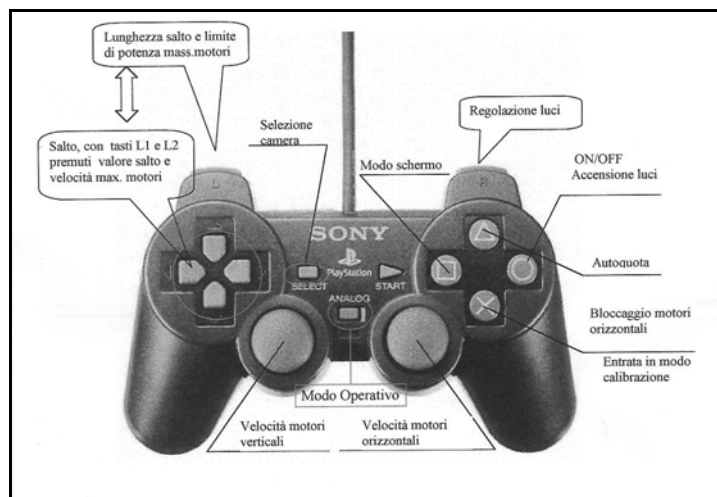 Lunghezza salto e limite
di potenza mass.motori
Salto, con tasti L1 e L2
premuti valore salto e
velocità max. motori
Selezione
camera
Regolazione luci
Modo schermo
ON/OFF
Accensione luci
L
R
SONY
PlayStation
SELECT
START
ANALOG
Autoquota
Bloccaggio motori
orizzontali
Entrata in modo
calibrazione
Modo Operativo
Velocità motori
verticali
Velocità motori
orizzontali